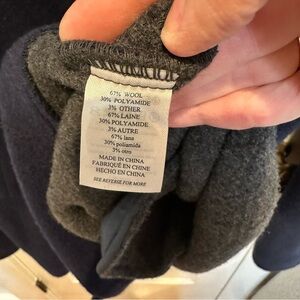 67% WOOL
30% POLYAMIDE
3% OTHER
67% LAINE
30% POLYAMIDE
3% AUTRE
67% lana
30% poliamida
3% otro
MADE IN CHINA
FABRIQUÉ EN CHINE
HECHO EN CHINA
SEE REVERSE FOR MORE